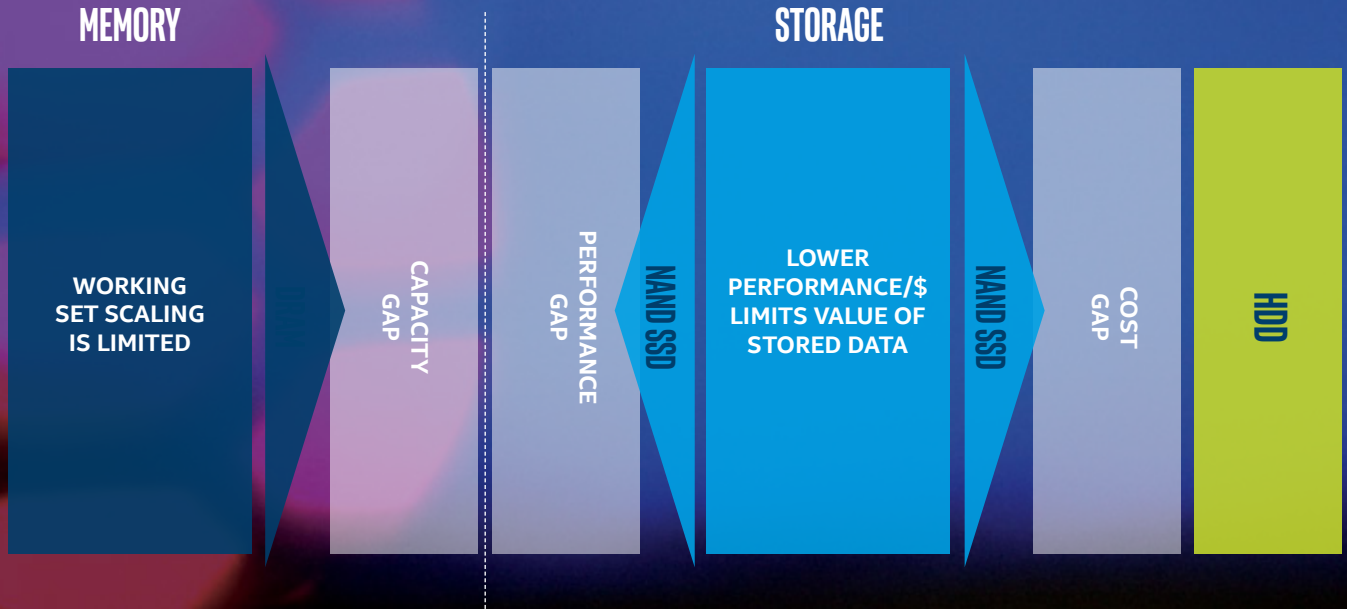 MEMORY
STORAGE
WORKING
SET SCALING
IS LIMITED
CAPACITY
GAP
PERFORMANCE
GAP
NAND SSD
LOWER
PERFORMANCE/$
LIMITS VALUE OF
STORED DATA
NAND SSD
COST
GAP
HDD